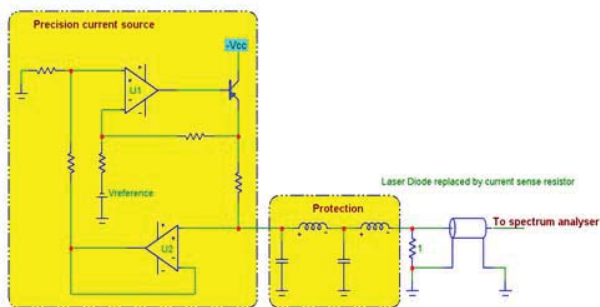 Precision current source
-Vcc
U1
Vreference
U2
Protection
Laser Diode replaced by current sense resistor
1
To spectrum analyser